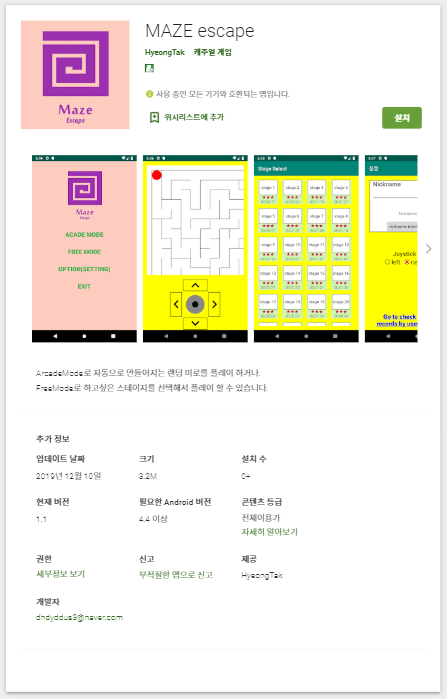 MAZE escape
HyeongTak 캐주얼 게임
사용 중인 모든 기기와 호환되는 앱입니다.
위시리스트에 추가
설치
Maze
Escape
Maze
Escape
ACADE MODE
FREE MODE
OPTION(SETTING)
EXIT
Stage Select
stage 1 stage 2 stage 3 stage 4
stage 5 stage 6 stage 7 stage 8
stage 9 stage 10 stage 11 stage 12
stage 13 stage 14 stage 15 stage 16
stage 17 stage 18 stage 19 stage 20
설정
Nickname
Joystick
left
Go to check
records by user
ArcadeMode로 자동으로 만들어지는 랜덤 미로를 플레이 하거나.
FreeMode로 하고싶은 스테이지를 선택해서 플레이 할 수 있습니다.
추가 정보
업데이트 날짜 크기 설치 수
2019년 12월 10일 3.2M 0+
현재 버전 필요한 Android 버전 콘텐츠 등급
1.1 4.4 이상 전체이용가
자세히 알아보기
권한 신고 제공
세부정보 보기 부적절한 앱으로 신고 HyeongTak
개발자
dhdyddus3@naver.com